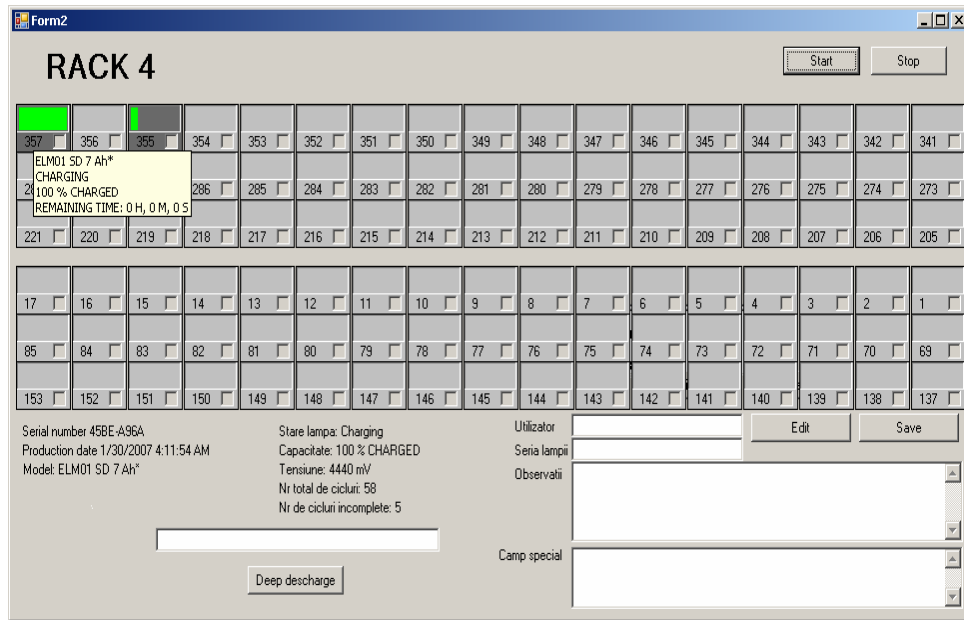 Form2
RACK 4
Start Stop
357 356 355 354 353 352 351 350 349 348 347 346 345 344 343 342 341
ELM01 SD 7 Ah*
CHARGING
100 % CHARGED
REMAINING TIME: 0 H, 0 M, 0 S
286 285 284 283 282 281 280 279 278 277 276 275 274 273
221 220 219 218 217 216 215 214 213 212 211 210 209 208 207 206 205
17 16 15 14 13 12 11 10 9 8 7 6 5 4 3 2 1
85 84 83 82 81 80 79 78 77 76 75 74 73 72 71 70 69
153 152 151 150 149 148 147 146 145 144 143 142 141 140 139 138 137
Serial number 45BE-A96A
Production date 1/30/2007 4:11:54 AM
Model: ELM01 SD 7 Ah*
Stare lampa: Charging
Capacitate: 100 % CHARGED
Tensiune: 4440 mV
Nr total de cicluri: 58
Nr de cicluri incomplete: 5
Deep descharge
Utilizator
Seria lampii
Observatii
Camp special
Edit Save